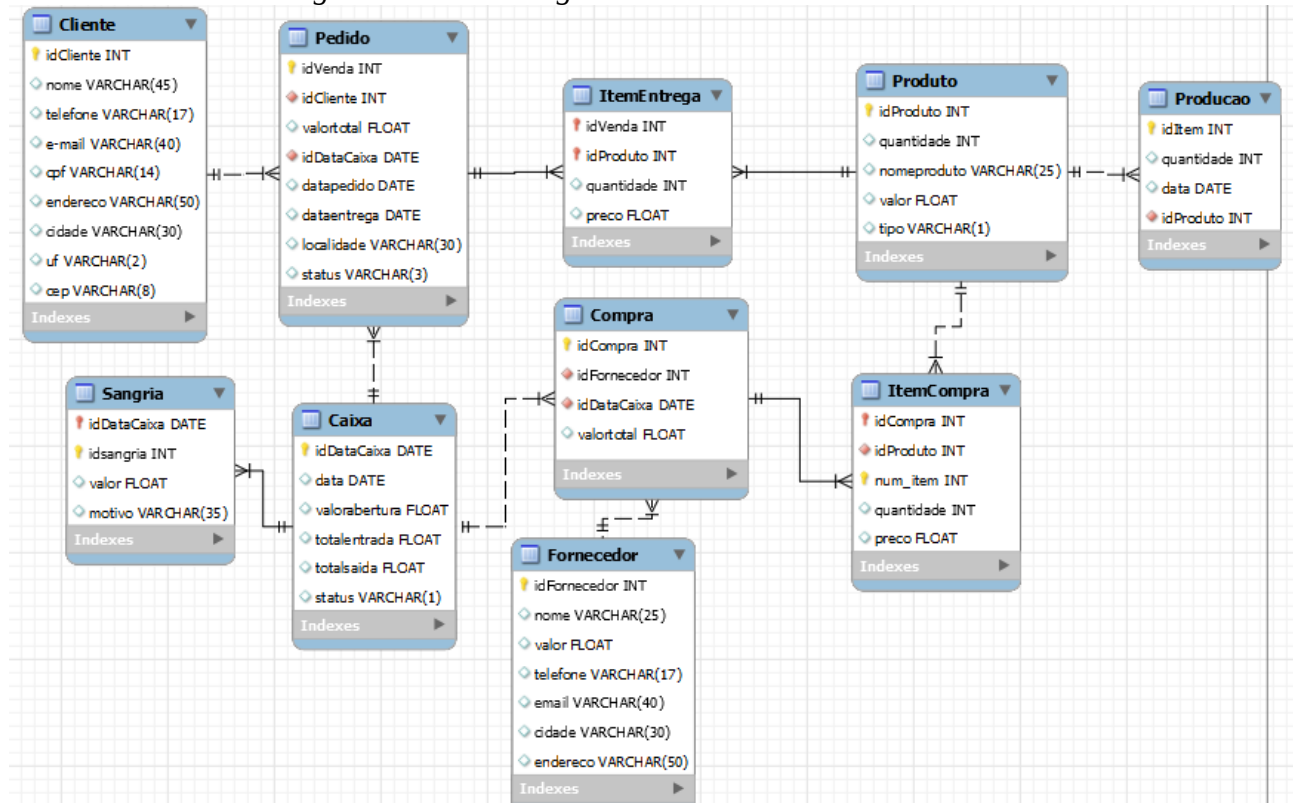 Cliente
idCliente INT
nome VARCHAR(45)
telefone VARCHAR(17)
e-mail VARCHAR(40)
cpf VARCHAR(14)
endereco VARCHAR(50)
cidade VARCHAR(30)
uf VARCHAR(2)
cep VARCHAR(8)
Indexes
Pedido
idVenda INT
idCliente INT
valortotal FLOAT
idDataCaixa DATE
datapedido DATE
dataentrega DATE
localidade VARCHAR(30)
status VARCHAR(3)
Indexes
ItemEntrega
idVenda INT
idProduto INT
quantidade INT
preco FLOAT
Indexes
Produto
idProduto INT
quantidade INT
nomeproduto VARCHAR(25)
valor FLOAT
tipo VARCHAR(1)
Indexes
Producao
idItem INT
quantidade INT
data DATE
idProduto INT
Indexes
Sangria
idDataCaixa DATE
idsangria INT
valor FLOAT
motivo VARCHAR(35)
Indexes
Caixa
idDataCaixa DATE
data DATE
valorabertura FLOAT
totalentrada FLOAT
totalsaida FLOAT
status VARCHAR(1)
Indexes
Compra
idCompra INT
idFornecedor INT
idDataCaixa DATE
valortotal FLOAT
Indexes
ItemCompra
idCompra INT
idProduto INT
num_item INT
quantidade INT
preco FLOAT
Indexes
Fornecedor
idFornecedor INT
nome VARCHAR(25)
valor FLOAT
telefone VARCHAR(17)
email VARCHAR(40)
cidade VARCHAR(30)
endereco VARCHAR(50)
Indexes